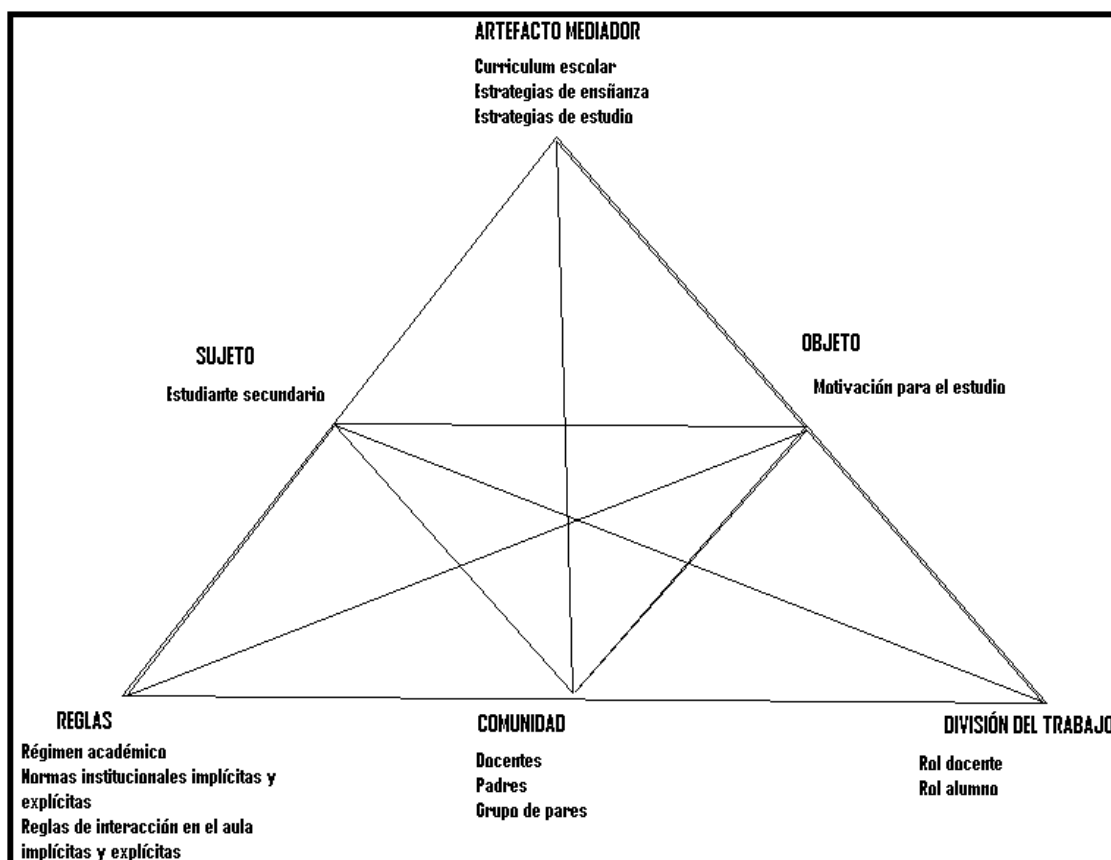 ARTEFACTO MEDIADOR
Curriculum escolar
Estrategias de ensñanza
Estrategias de estudio
SUJETO
Estudiante secundario
OBJETO
Motivación para el estudio
REGLAS
Régimen académico
Normas institucionales implícitas y
explícitas
Reglas de interacción en el aula
implícitas y explícitas
COMUNIDAD
Docentes
Padres
Grupo de pares
DIVISIÓN DEL TRABAJO
Rol docente
Rol alumno